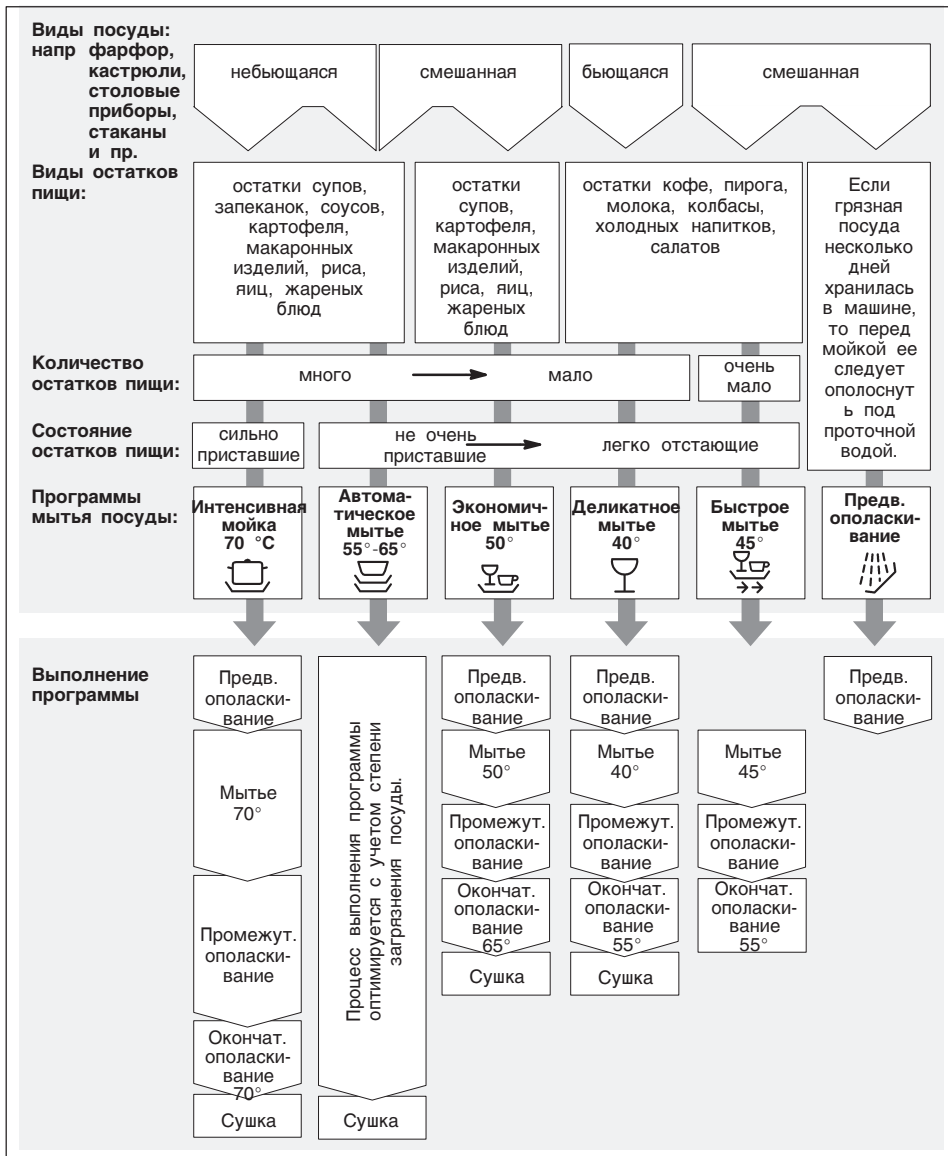 Виды посуды:
напр фарфор,
кастрюли,
столовые
приборы,
стаканы
и пр.
небьющаяся
смешанная
бьющаяся
смешанная
Виды остатков
пищи:
остатки супов,
запеканок, соусов,
картофеля,
макаронных
изделий, риса,
яиц, жареных
блюд
остатки
супов,
картофеля,
макаронных
изделий,
риса, яиц,
жареных
блюд
остатки кофе, пирога,
молока, колбасы,
холодных напитков,
салатов
Если
грязная
посуда
несколько
дней
хранилась
в машине,
то перед
мойкой ее
следует
ополоснут
ь под
проточной
водой.
Количество
остатков пищи:
много
мало
очень
мало
Состояние
остатков пищи:
сильно
приставшие
не очень
приставшие
легко отстающие
Программы
мытья посуды:
Интенсивная
мойка
70 °C
Автома-
тическое
мытье
55°-65°
Экономич-
ное мытье
50°
Деликатное
мытье
40°
Быстрое
мытье
45°
Предв.
ополаски-
вание
Выполнение
программы
Предв.
ополаски-
вание
Мытье
70°
Промежут.
ополаски-
вание
Окончат.
ополаски-
вание
70°
Сушка
Процесс выполнения программы
оптимируется с учетом степени
загрязнения посуды.
Сушка
Предв.
ополаски-
вание
Мытье
50°
Промежут.
ополаски-
вание
Окончат.
ополаски-
вание
65°
Сушка
Предв.
ополаски-
вание
Мытье
40°
Промежут.
ополаски-
вание
Окончат.
ополаски-
вание
55°
Сушка
Мытье
45°
Промежут.
ополаски-
вание
Окончат.
ополаски-
вание
55°
Предв.
ополаски-
вание